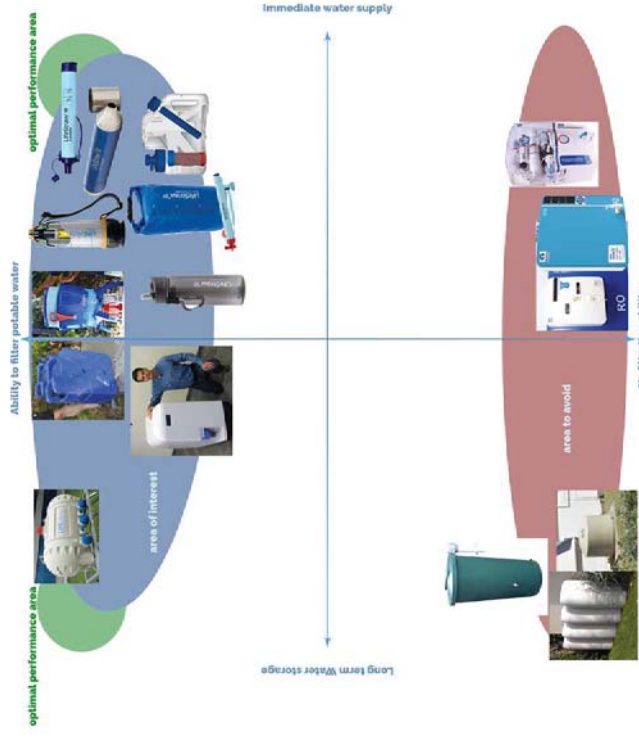 Immediate water supply
optimal performance area
Ability to filter potable water
LifeStraw
area of interest
area to avoid
RO
optimal performance area
Long term Water storage